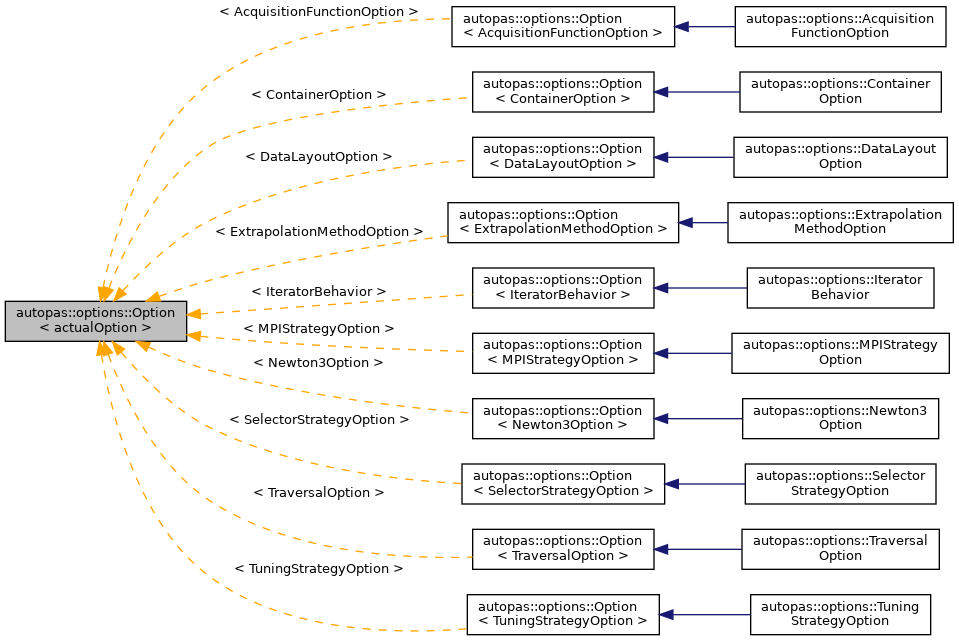 < AcquisitionFunctionOption >
autopas::options::Option
< AcquisitionFunctionOption >
autopas::options::Acquisition
FunctionOption
< ContainerOption >
autopas::options::Option
< ContainerOption >
autopas::options::Container
Option
< DataLayoutOption >
autopas::options::Option
< DataLayoutOption >
autopas::options::DataLayout
Option
< ExtrapolationMethodOption >
autopas::options::Option
< ExtrapolationMethodOption >
autopas::options::Extrapolation
MethodOption
< IteratorBehavior >
autopas::options::Option
< IteratorBehavior >
autopas::options::Iterator
Behavior
autopas::options::Option
< actualOption >
< MPIStrategyOption >
autopas::options::Option
< MPIStrategyOption >
autopas::options::MPIStrategy
Option
< Newton3Option >
autopas::options::Option
< Newton3Option >
autopas::options::Newton3
Option
< SelectorStrategyOption >
autopas::options::Option
< SelectorStrategyOption >
autopas::options::Selector
StrategyOption
< TraversalOption >
autopas::options::Option
< TraversalOption >
autopas::options::Traversal
Option
< TuningStrategyOption >
autopas::options::Option
< TuningStrategyOption >
autopas::options::Tuning
StrategyOption